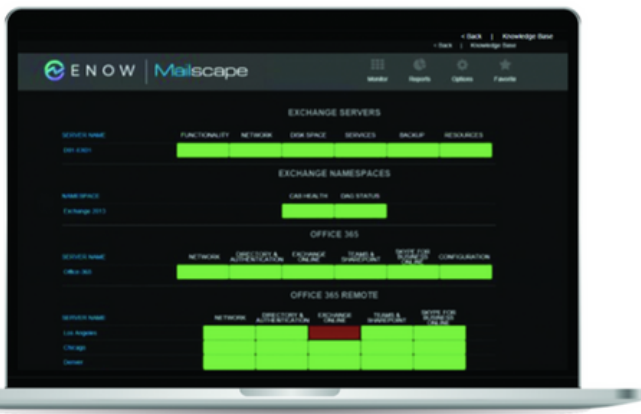 < Back | Knowledge Base
< Back | Knowledge Base
ENOW | Mailscape
Monitor Reports Options Favorite
EXCHANGE SERVERS
SERVER NAME FUNCTIONALITY NETWORK DISK SPACE SERVICES BACKUP RESOURCES
EXCHANGE NAMESPACES
NAMESPACE CAS HEALTH DAG STATUS
Exchange 2013
OFFICE 365
SERVER NAME NETWORK DIRECTORY & AUTHENTICATION EXCHANGE ONLINE TEAMS & SHAREPOINT SKYPE FOR BUSINESS ONLINE CONFIGURATION
Office 365
OFFICE 365 REMOTE
SERVER NAME NETWORK DIRECTORY & AUTHENTICATION EXCHANGE ONLINE TEAMS & SHAREPOINT SKYPE FOR BUSINESS ONLINE
Los Angeles
Chicago
Denver